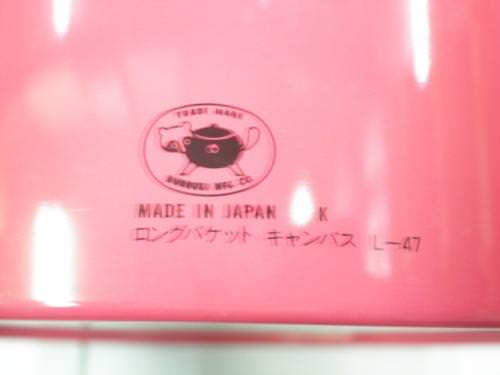 TRADE MARK
BUNBUKU MFG. CO.
MADE IN JAPAN K
ロングバケット キャンバス L-47